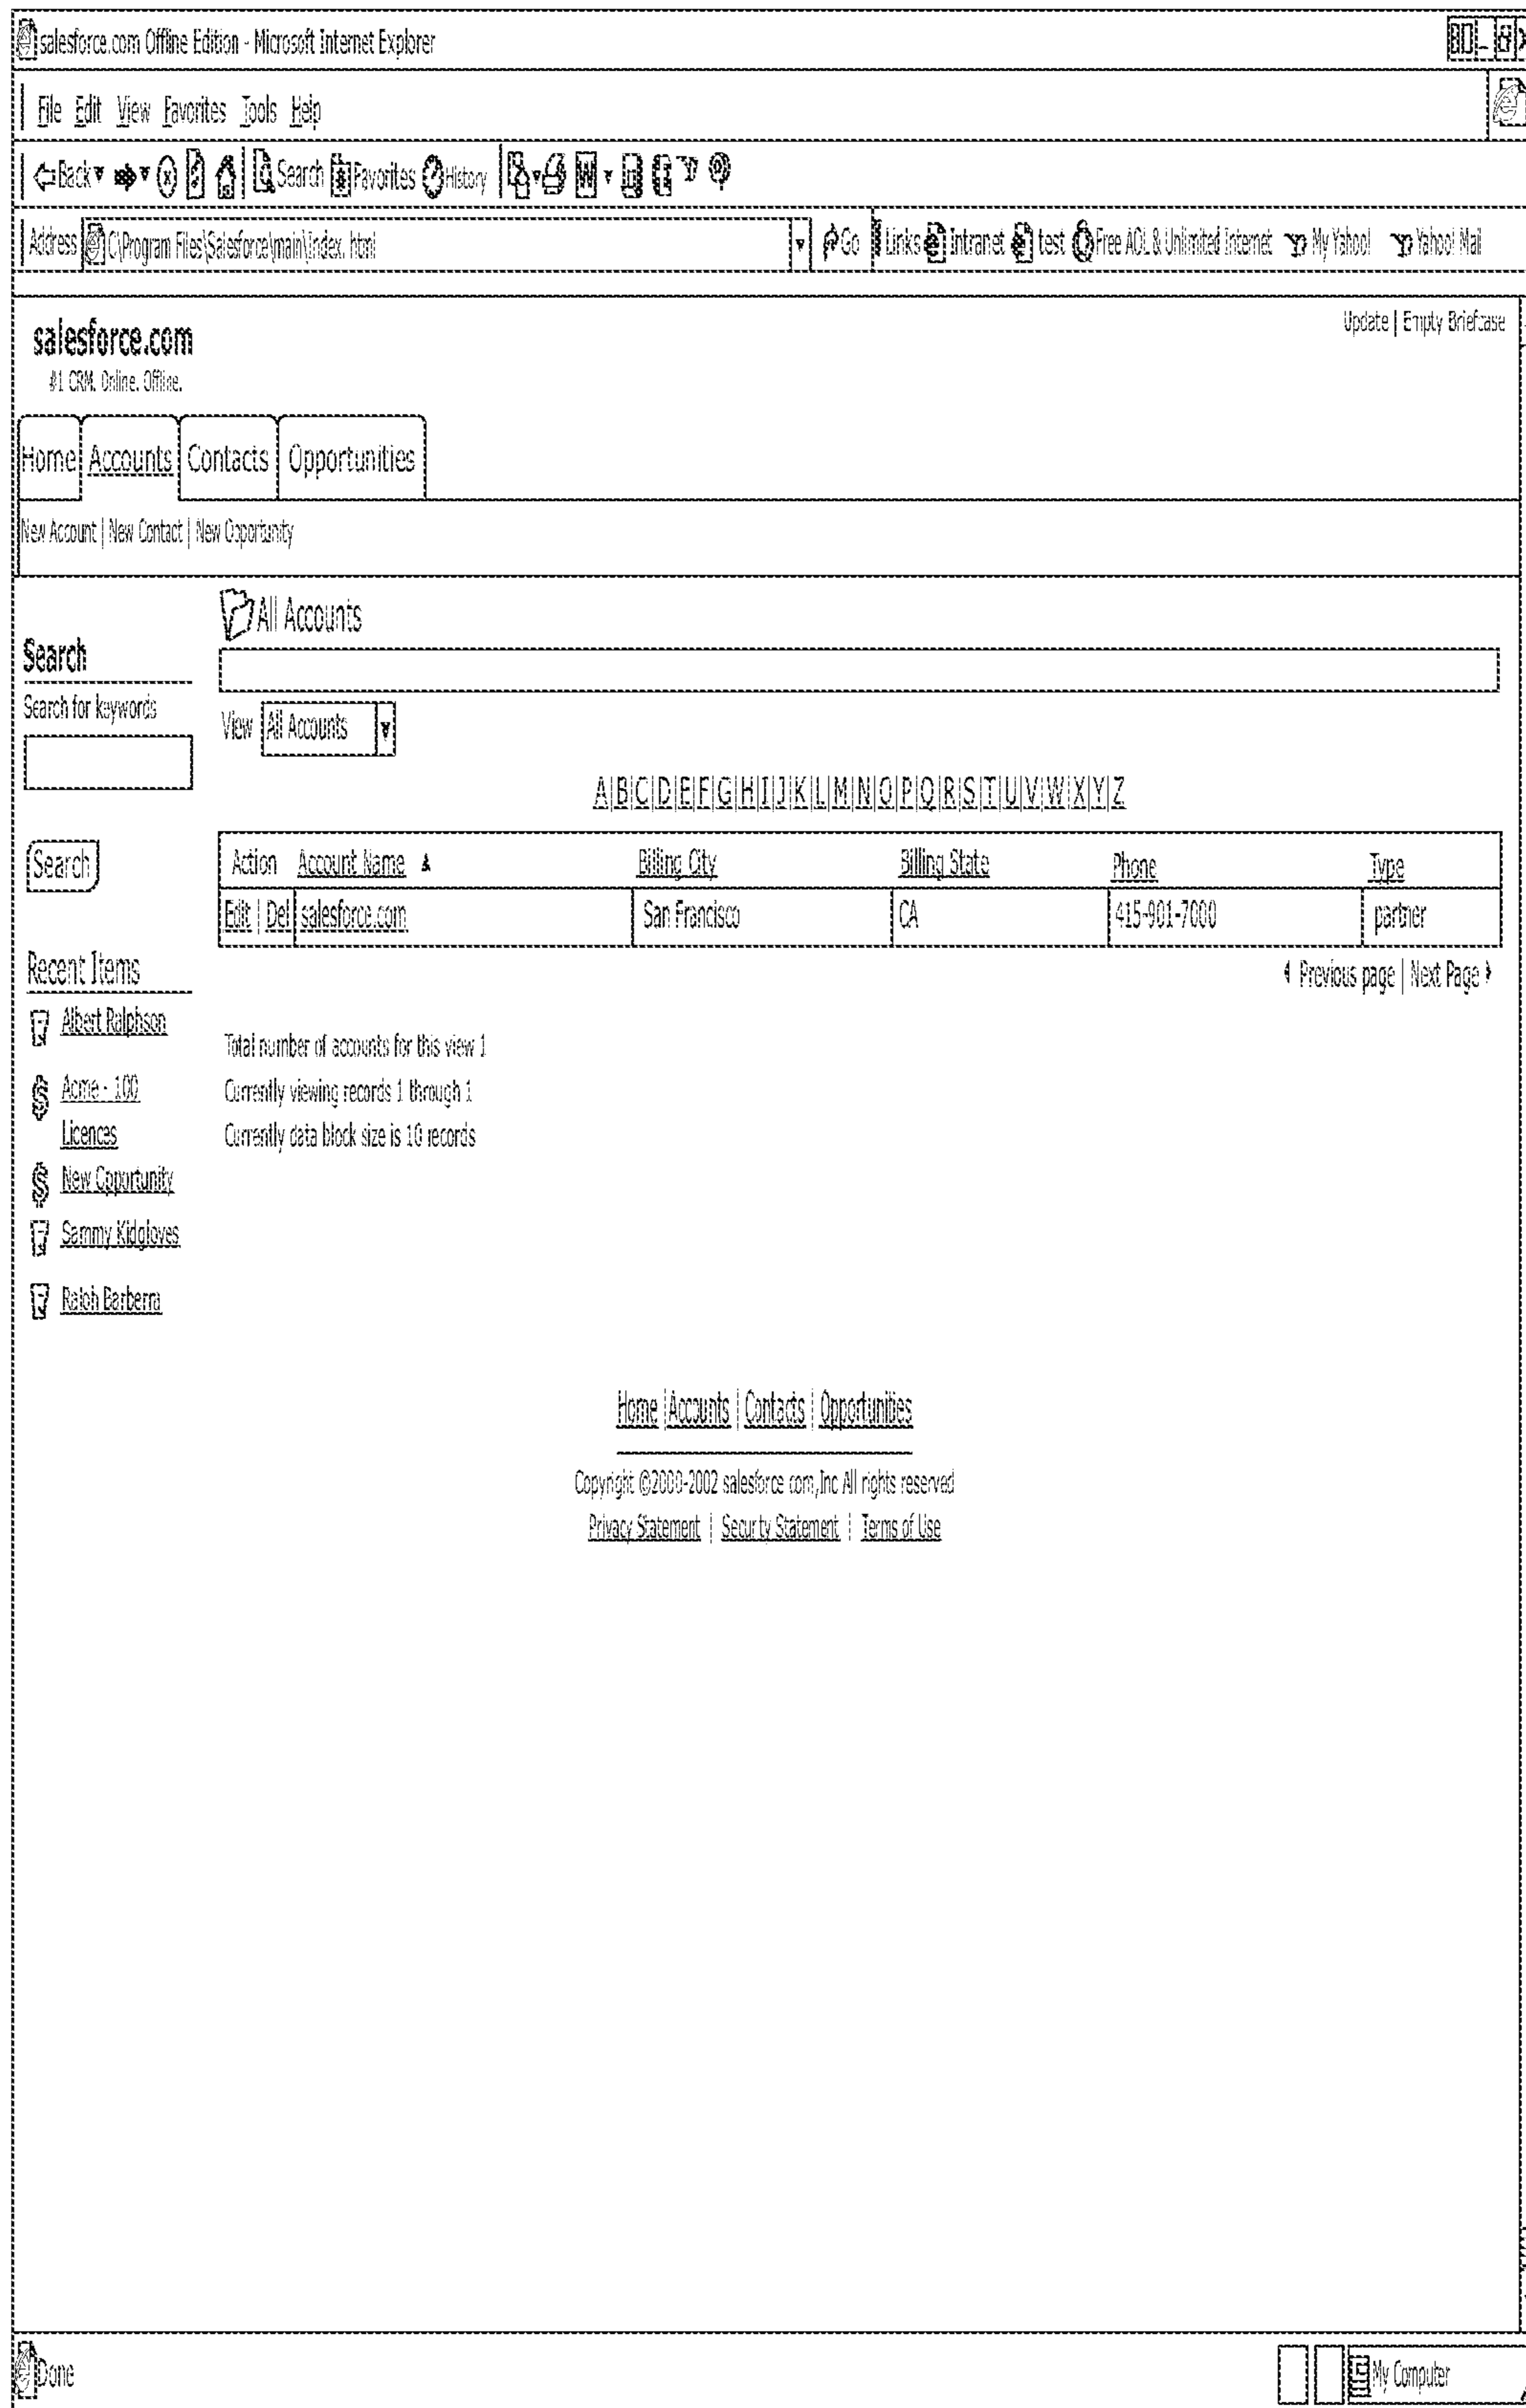 salesforce.com Offline Edition - Microsoft Internet Explorer
File Edit View Favorites Tools Help
Back Search Favorites History
Address C:\Program Files\Salesforce\main\index. html Go Links Intranet test Free AOL & Unlimited Internet My Yahoo! Yahoo! Mail
salesforce.com Update | Empty Briefcase
#1 CRM. Online. Offline.
Home Accounts Contacts Opportunities
New Account | New Contact | New Opportunity
All Accounts
Search
Search for keywords
View All Accounts
A|B|C|D|E|F|G|H|I|J|K|L|M|N|O|P|Q|R|S|T|U|V|W|X|Y|Z
Search
Action Account Name Billing City Billing State Phone Type
Edit | Del salesforce.com San Francisco CA 415-901-7000 partner
Previous page | Next Page
Recent Items
Albert Ralphson
Acme - 100
Licences
New Opportunity
Sammy Kidgloves
Ralph Barberra
Total number of accounts for this view 1
Currently viewing records 1 through 1
Currently data block size is 10 records
Home | Accounts | Contacts | Opportunities
Copyright ©2000-2002 salesforce com,Inc All rights reserved
Privacy Statement | Security Statement | Terms of Use
Done My Computer